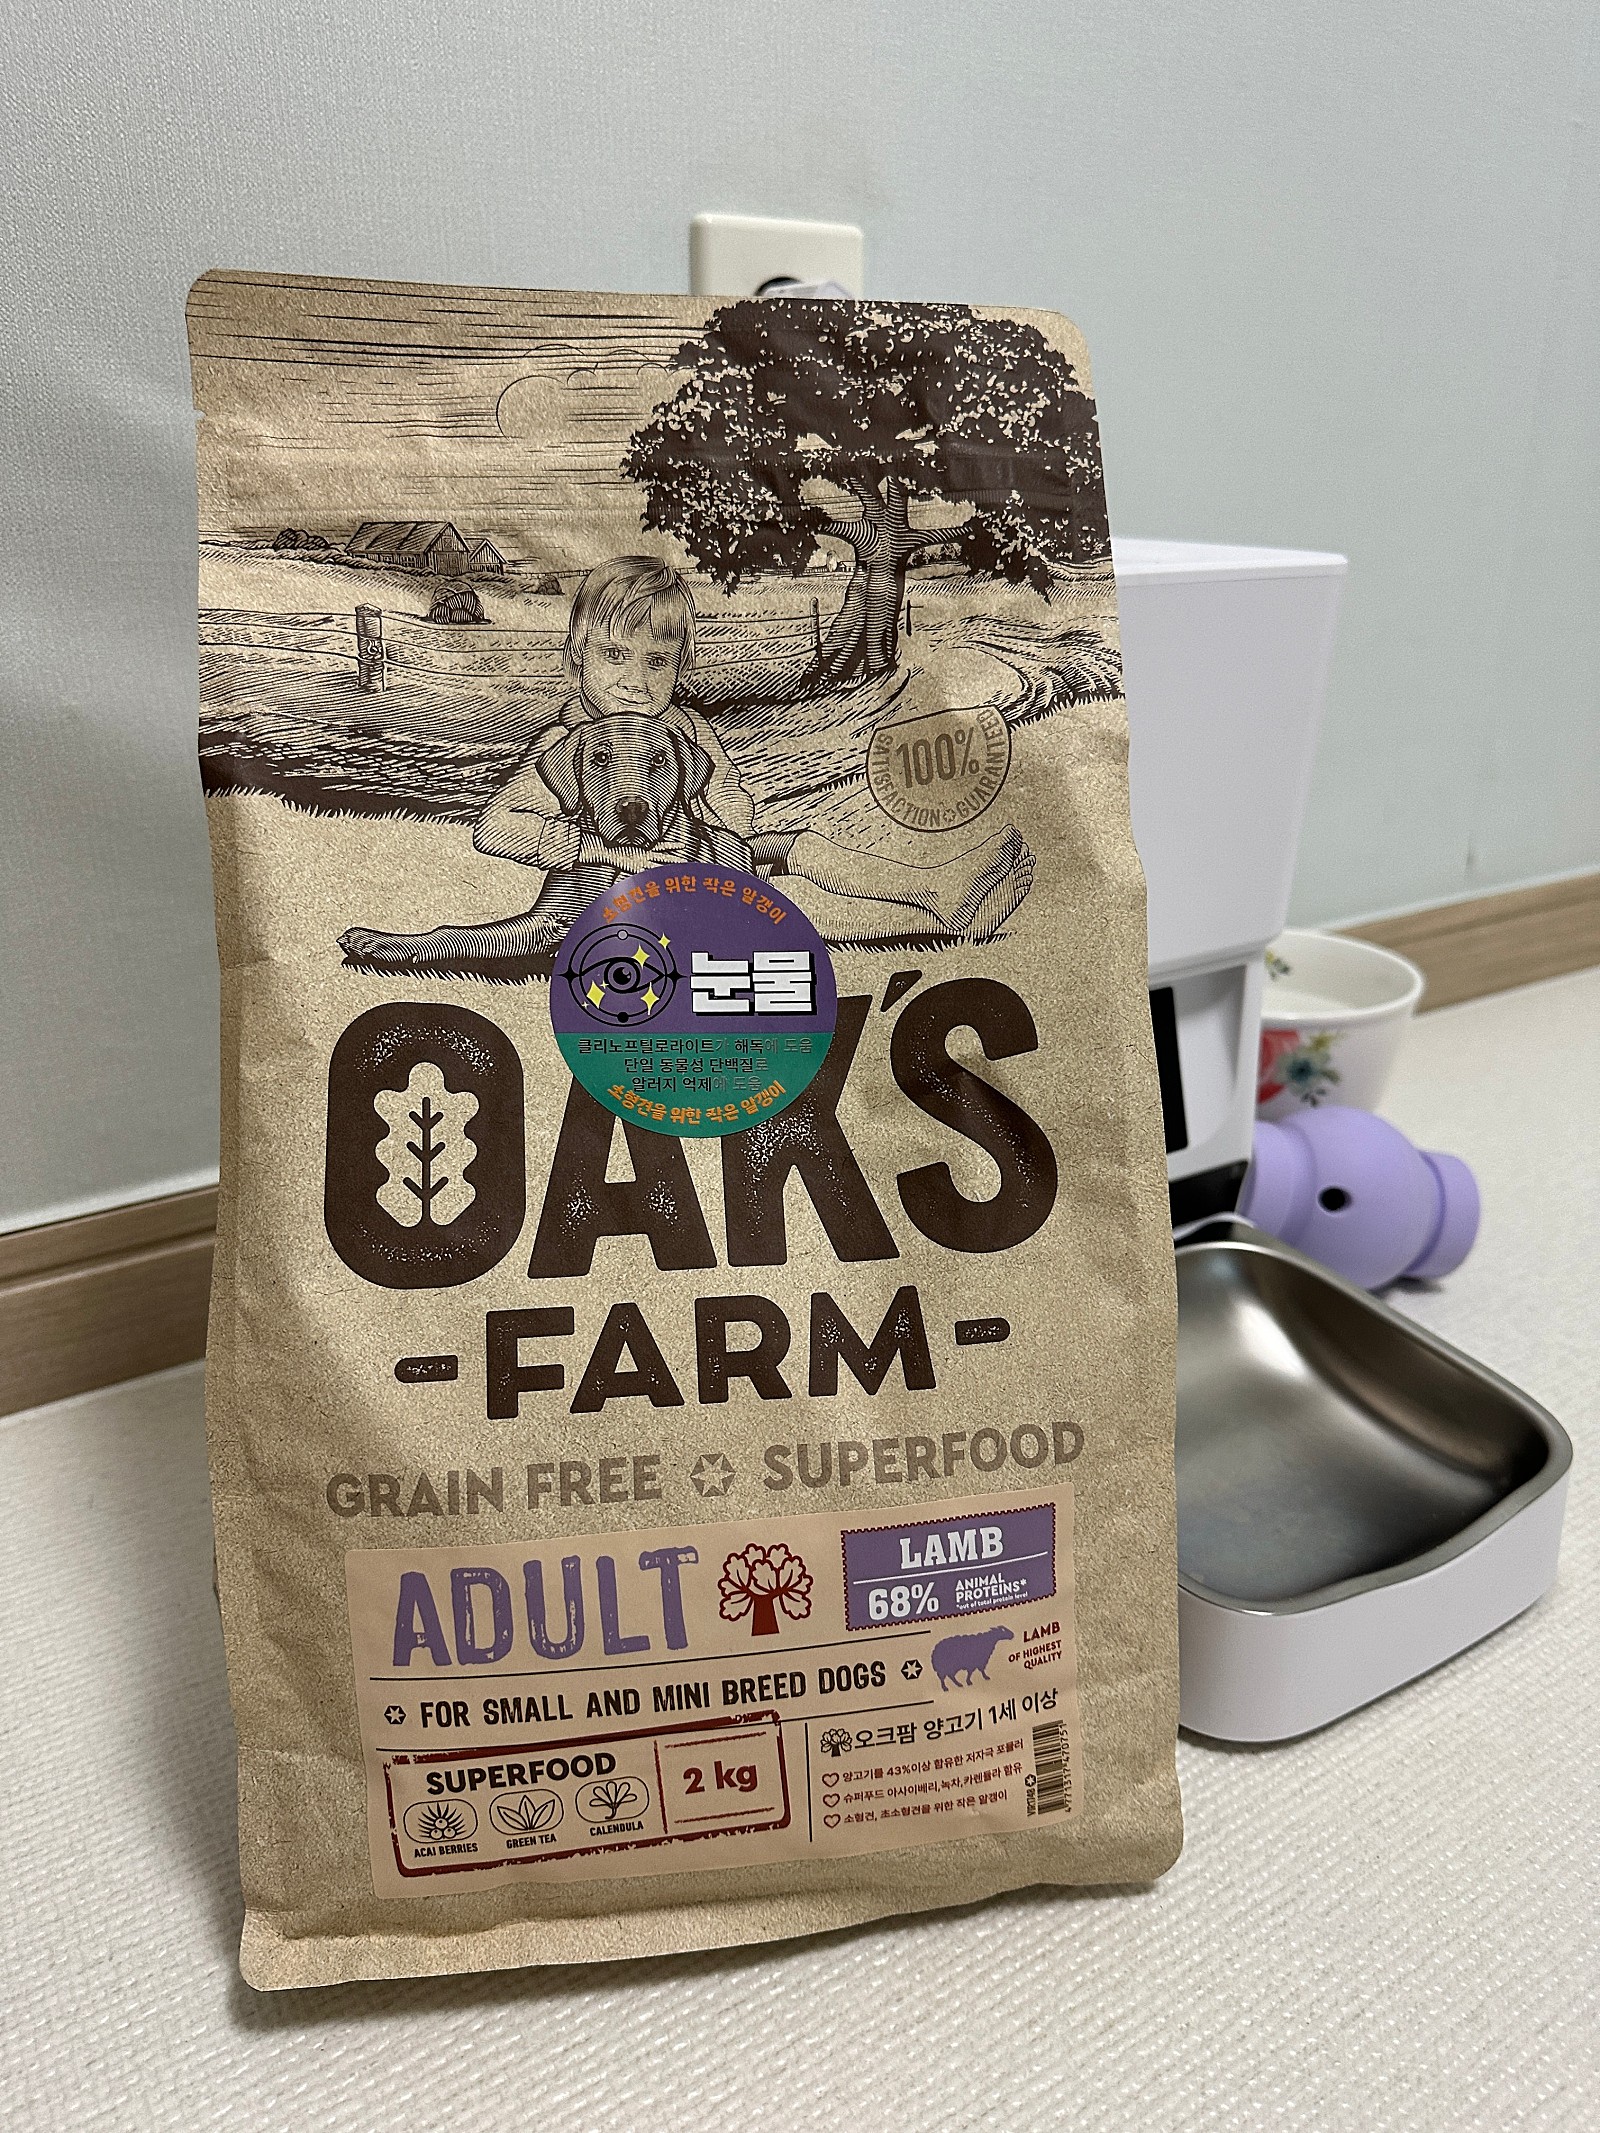 100%
SATISFACTION GUARANTEED
소형견을 위한 작은 알갱이
눈물
클리노프틸로라이트가 해독에 도움
단일 동물성 단백질로
알러지 억제에 도움
소형견을 위한 작은 알갱이
OAK'S
-FARM-
GRAIN FREE SUPERFOOD
ADULT
LAMB
68% ANIMAL
PROTEINS*
*out of total protein level
LAMB
OF HIGHEST
QUALITY
FOR SMALL AND MINI BREED DOGS
SUPERFOOD
ACAI BERRIES
GREEN TEA
CALENDULA
2 kg
오크팜 양고기 1세 이상
양고기를 43%이상 함유한 저자극 포뮬러
슈퍼푸드 아사이베리,녹차,카렌듈라 함유
소형견, 초소형견을 위한 작은 알갱이